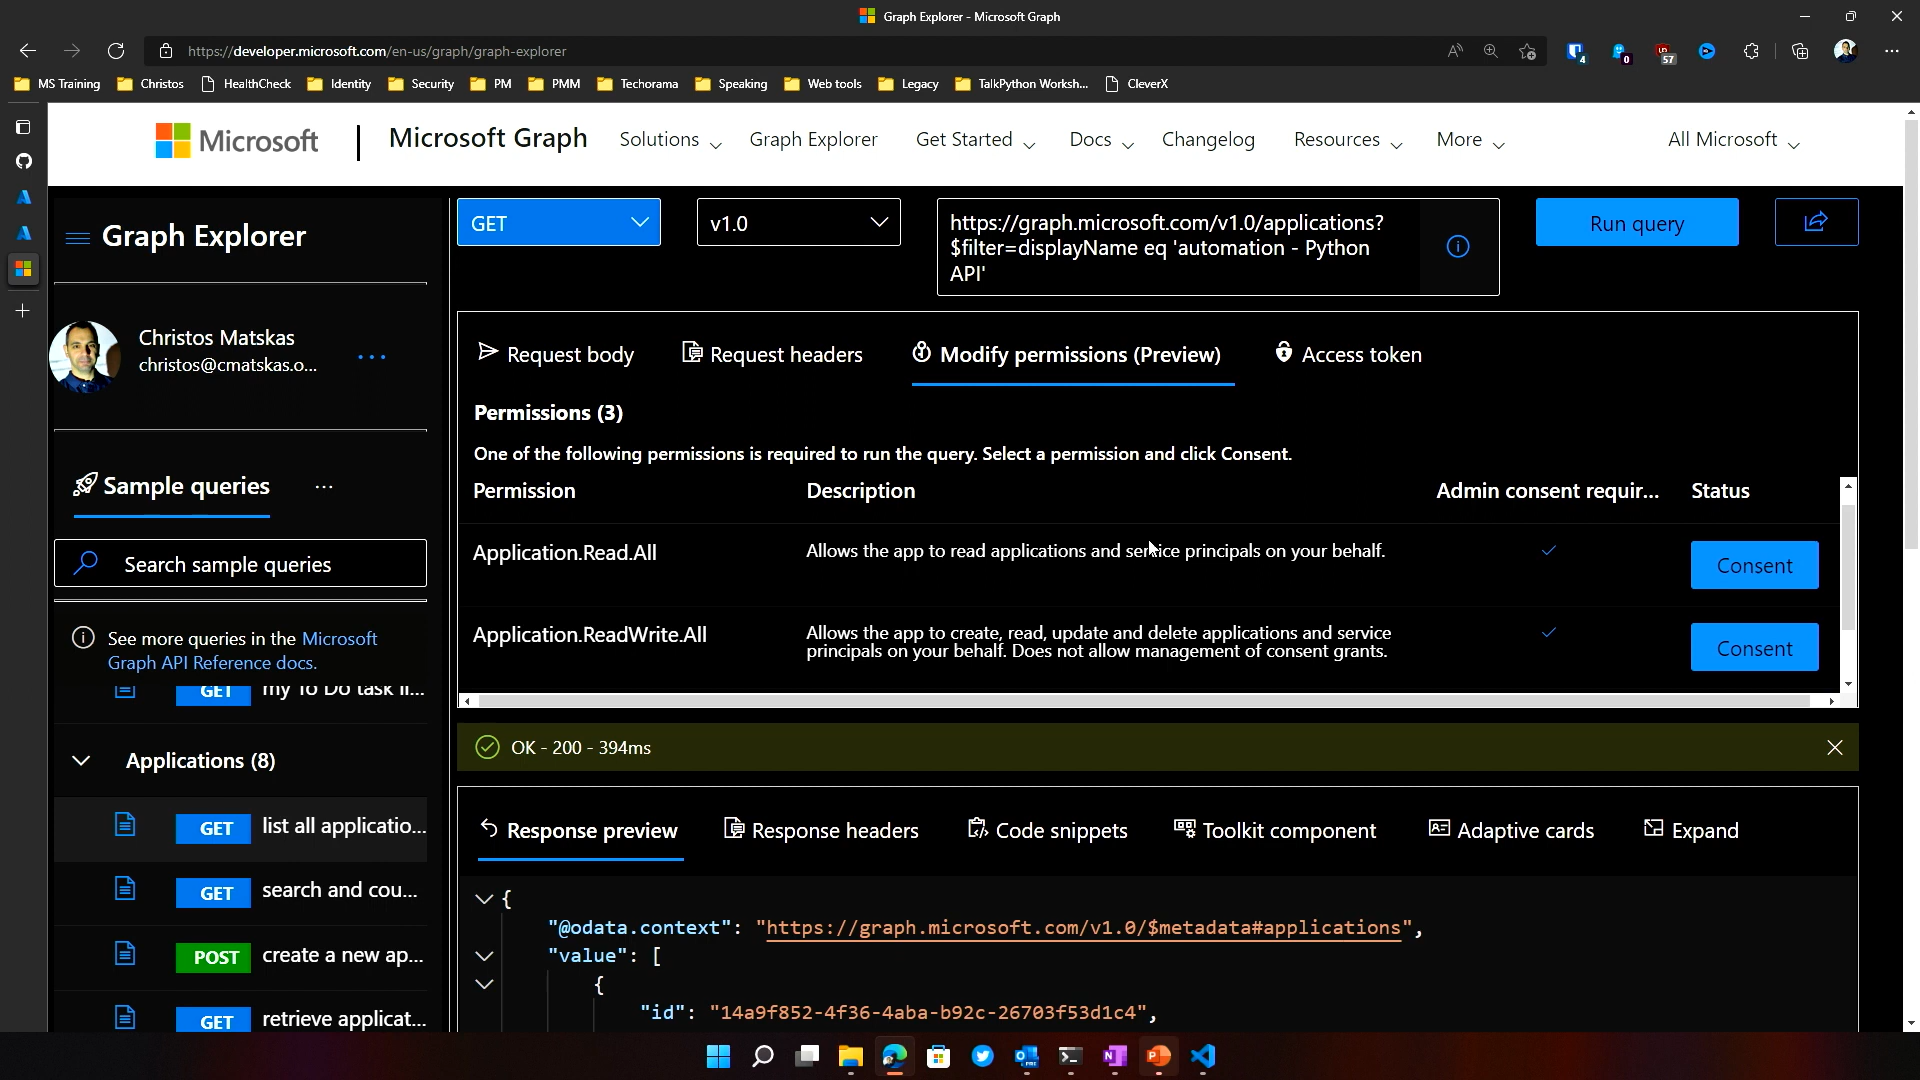 Graph Explorer - Microsoft Graph
https://developer.microsoft.com/en-us/graph/graph-explorer
4
0
57
MS Training
Christos
HealthCheck
Identity
Security
PM
PMM
Techorama
Speaking
Web tools
Legacy
TalkPython Worksh...
CleverX
Microsoft
Microsoft Graph
Solutions
Graph Explorer
Get Started
Docs
Changelog
Resources
More
All Microsoft
Graph Explorer
Christos Matskas
christos@cmatskas.o...
Sample queries
Search sample queries
See more queries in the Microsoft
Graph API Reference docs.
GET my To Do task li...
Applications (8)
GET list all applicatio...
GET search and cou...
POST create a new ap...
GET retrieve applicat...
GET
v1.0
https://graph.microsoft.com/v1.0/applications?
$filter=displayName eq 'automation - Python
API'
Run query
Request body
Request headers
Modify permissions (Preview)
Access token
Permissions (3)
One of the following permissions is required to run the query. Select a permission and click Consent.
Permission Description Admin consent requir... Status
Application.Read.All Allows the app to read applications and service principals on your behalf. Consent
Application.ReadWrite.All Allows the app to create, read, update and delete applications and service
principals on your behalf. Does not allow management of consent grants.
Consent
OK - 200 - 394ms
Response preview
Response headers
Code snippets
Toolkit component
Adaptive cards
Expand
{
"@odata.context": "https://graph.microsoft.com/v1.0/$metadata#applications",
"value": [
{
"id": "14a9f852-4f36-4aba-b92c-26703f53d1c4",